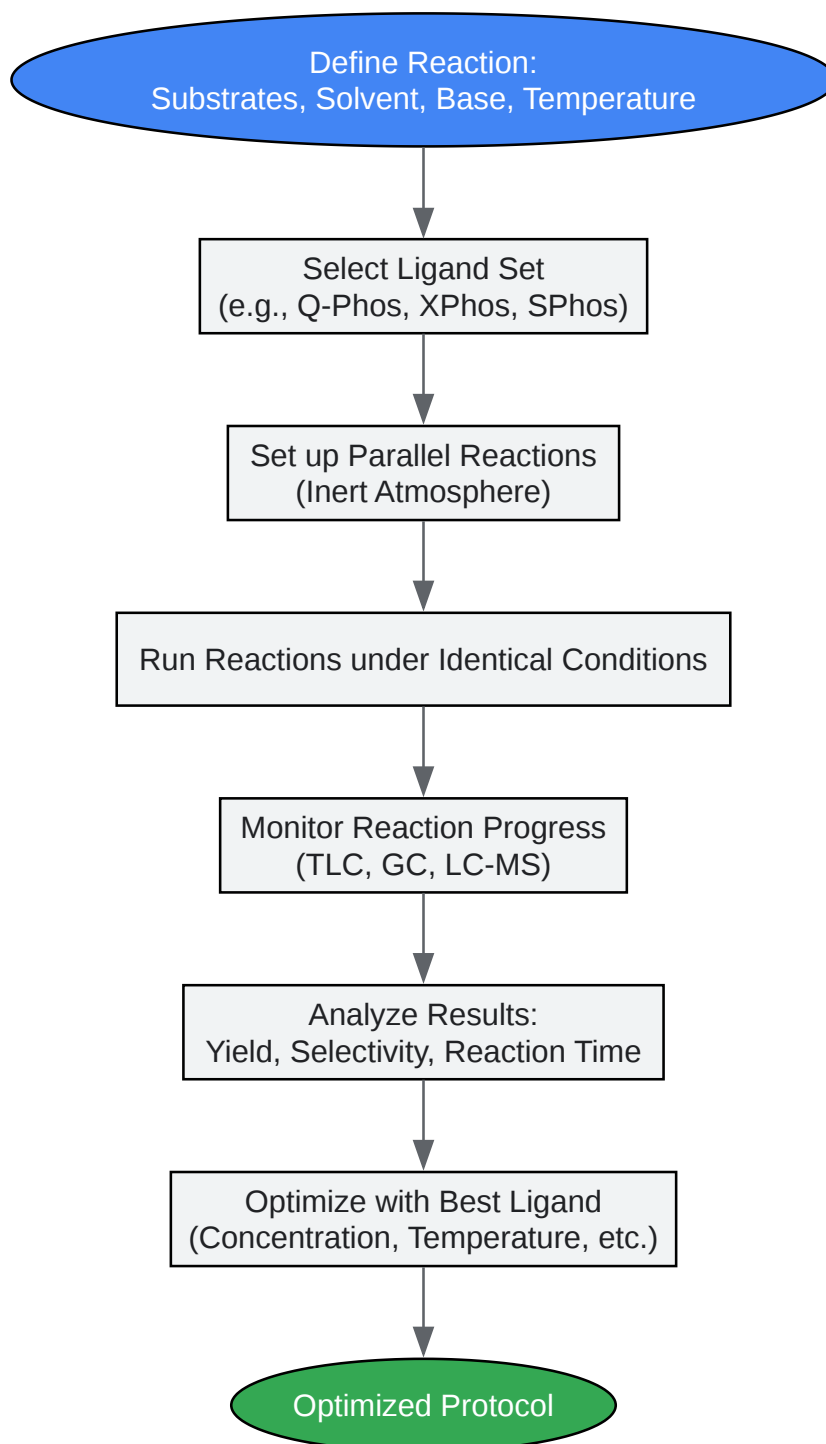 Define Reaction:
Substrates, Solvent, Base, Temperature
Select Ligand Set
(e.g., Q-Phos, XPhos, SPhos)
Set up Parallel Reactions
(Inert Atmosphere)
Run Reactions under Identical Conditions
Monitor Reaction Progress
(TLC, GC, LC-MS)
Analyze Results:
Yield, Selectivity, Reaction Time
Optimize with Best Ligand
(Concentration, Temperature, etc.)
Optimized Protocol